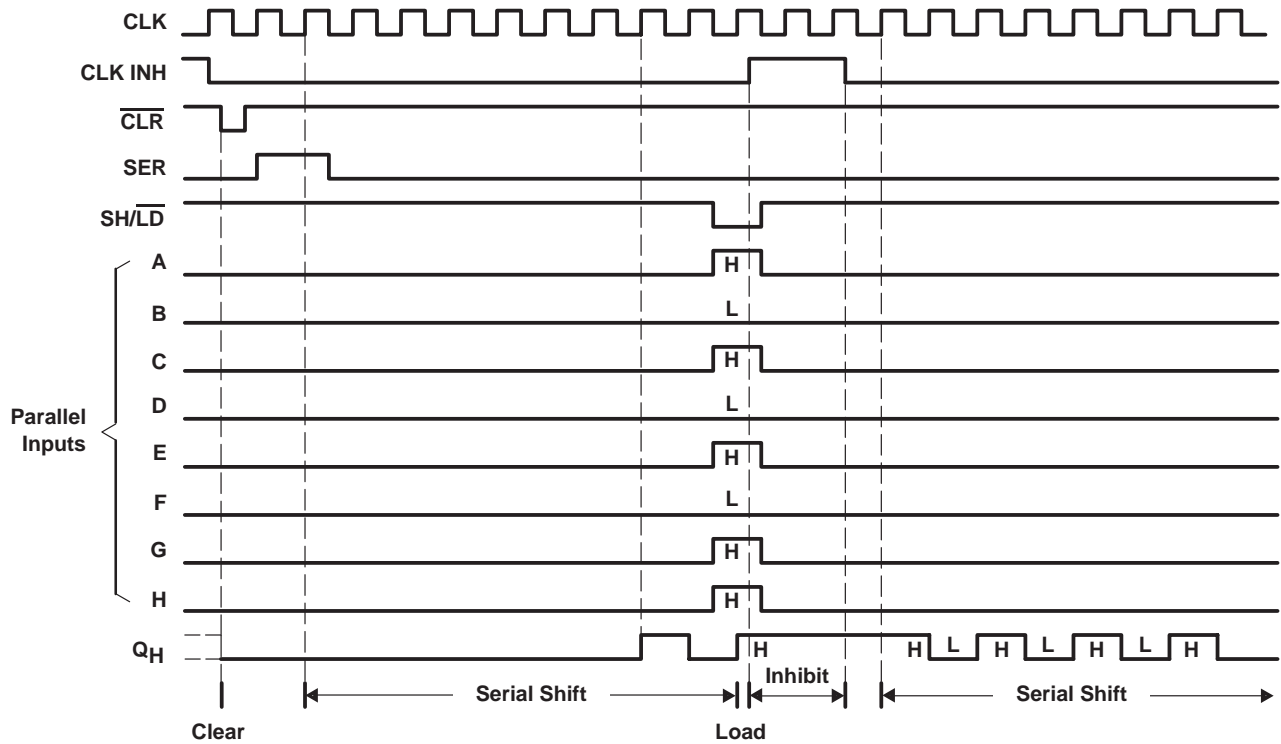 CLK
CLK INH
CLR
SER
SH/LD
A
H
B
L
C
H
D
L
Parallel
Inputs
E
H
F
L
G
H
H
H
QH
H
H
L
H
L
H
L
H
Inhibit
Serial Shift
Serial Shift
Clear
Load